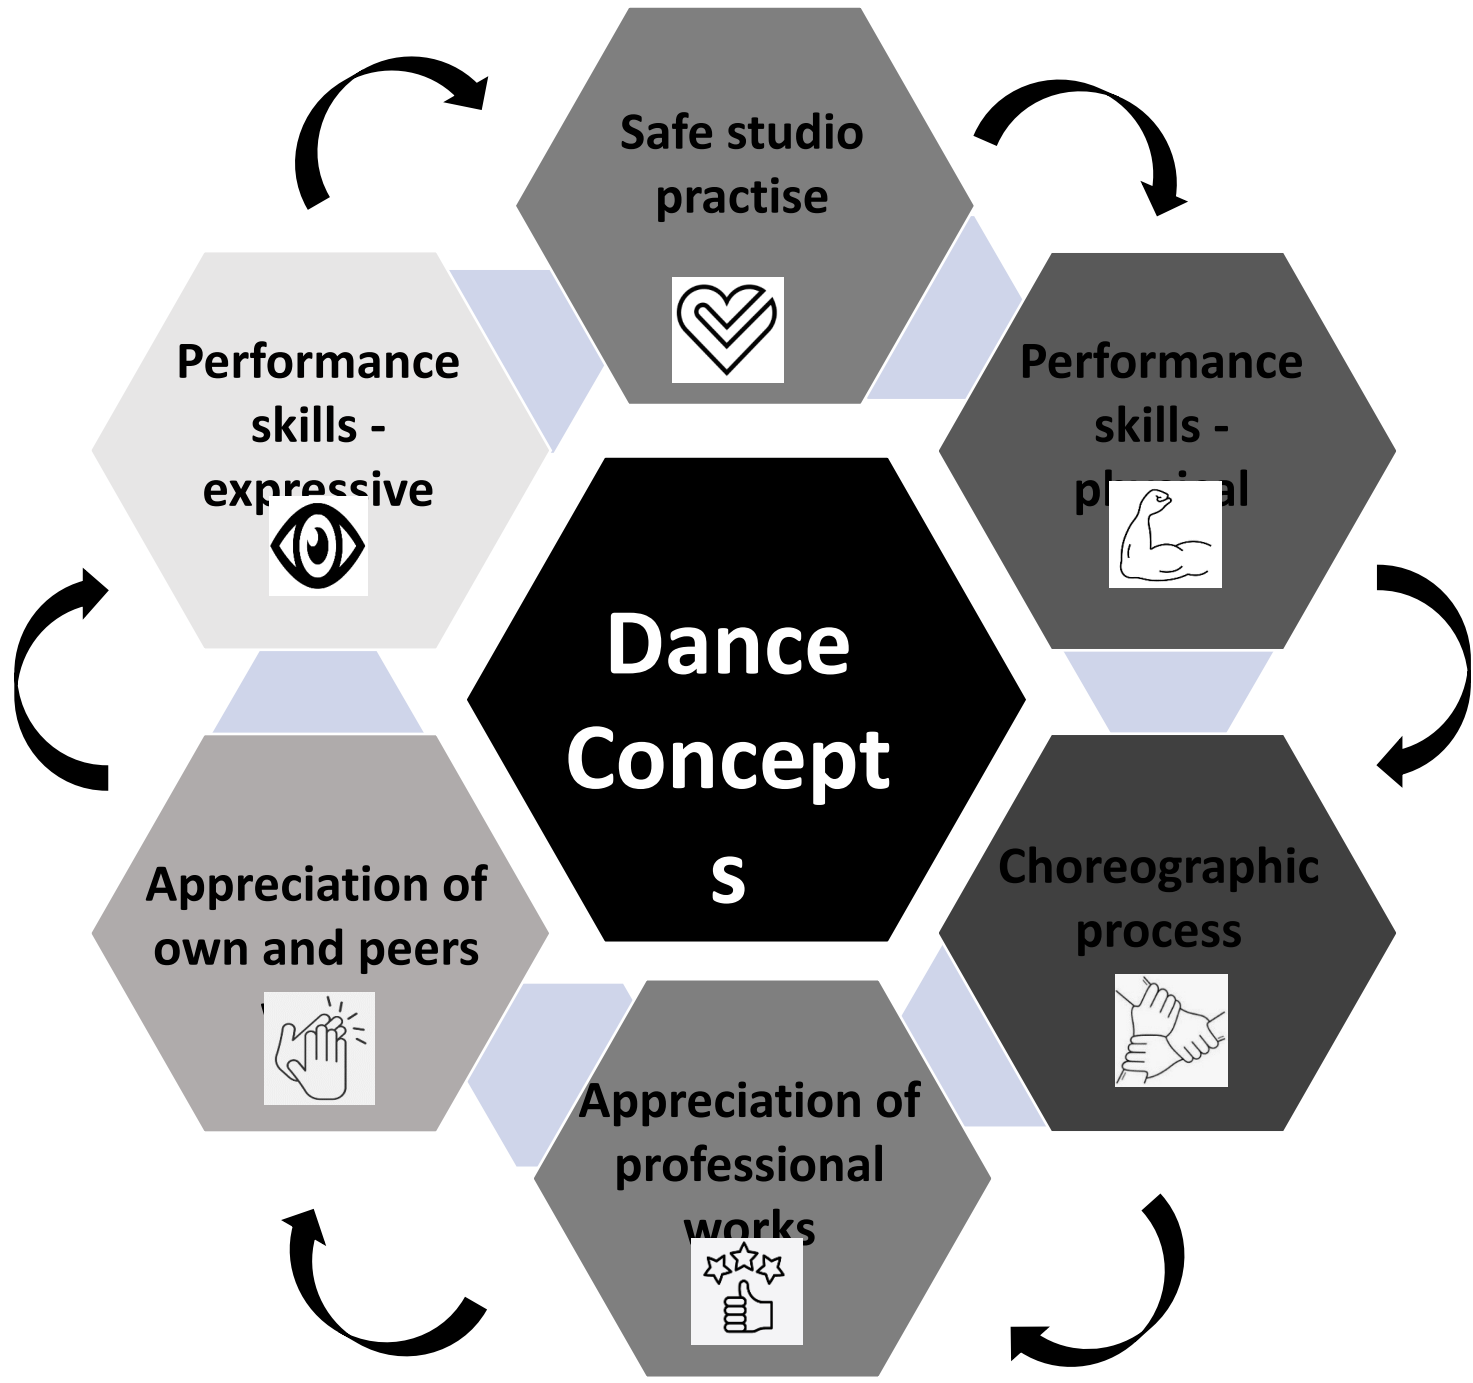 Safe studio
practise
Performance
skills -
physical
Choreographic
process
Appreciation of
professional
works
Appreciation of
own and peers
Performance
skills -
expressive
Dance
Concept
s